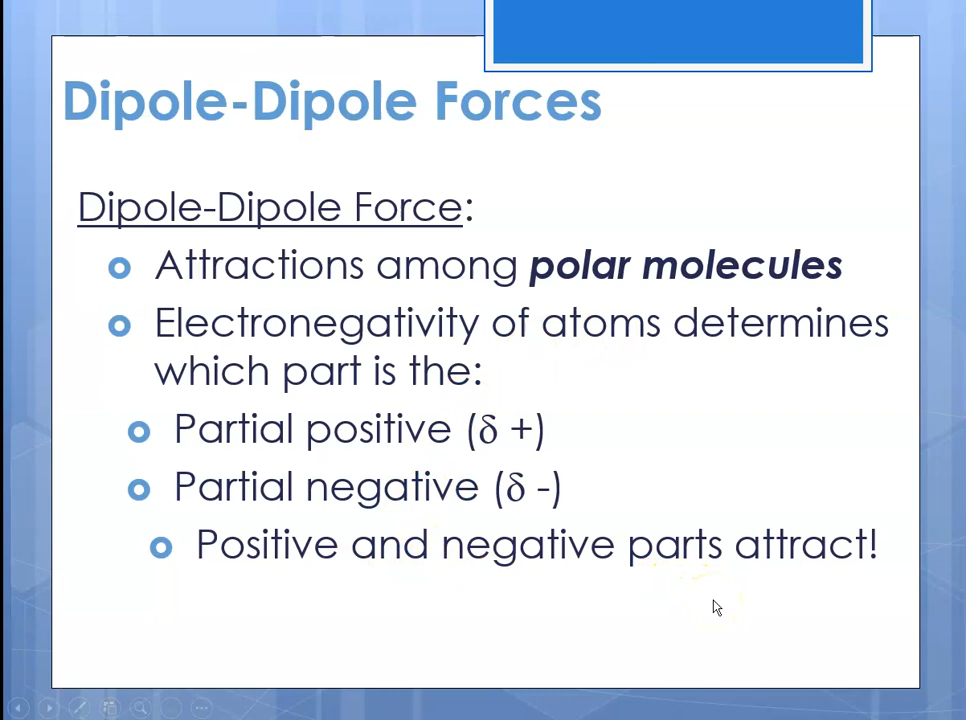 Dipole-Dipole Forces
Dipole-Dipole Force:
Attractions among polar molecules
Electronegativity of atoms determines
which part is the:
Partial positive (δ +)
Partial negative (δ -)
Positive and negative parts attract!